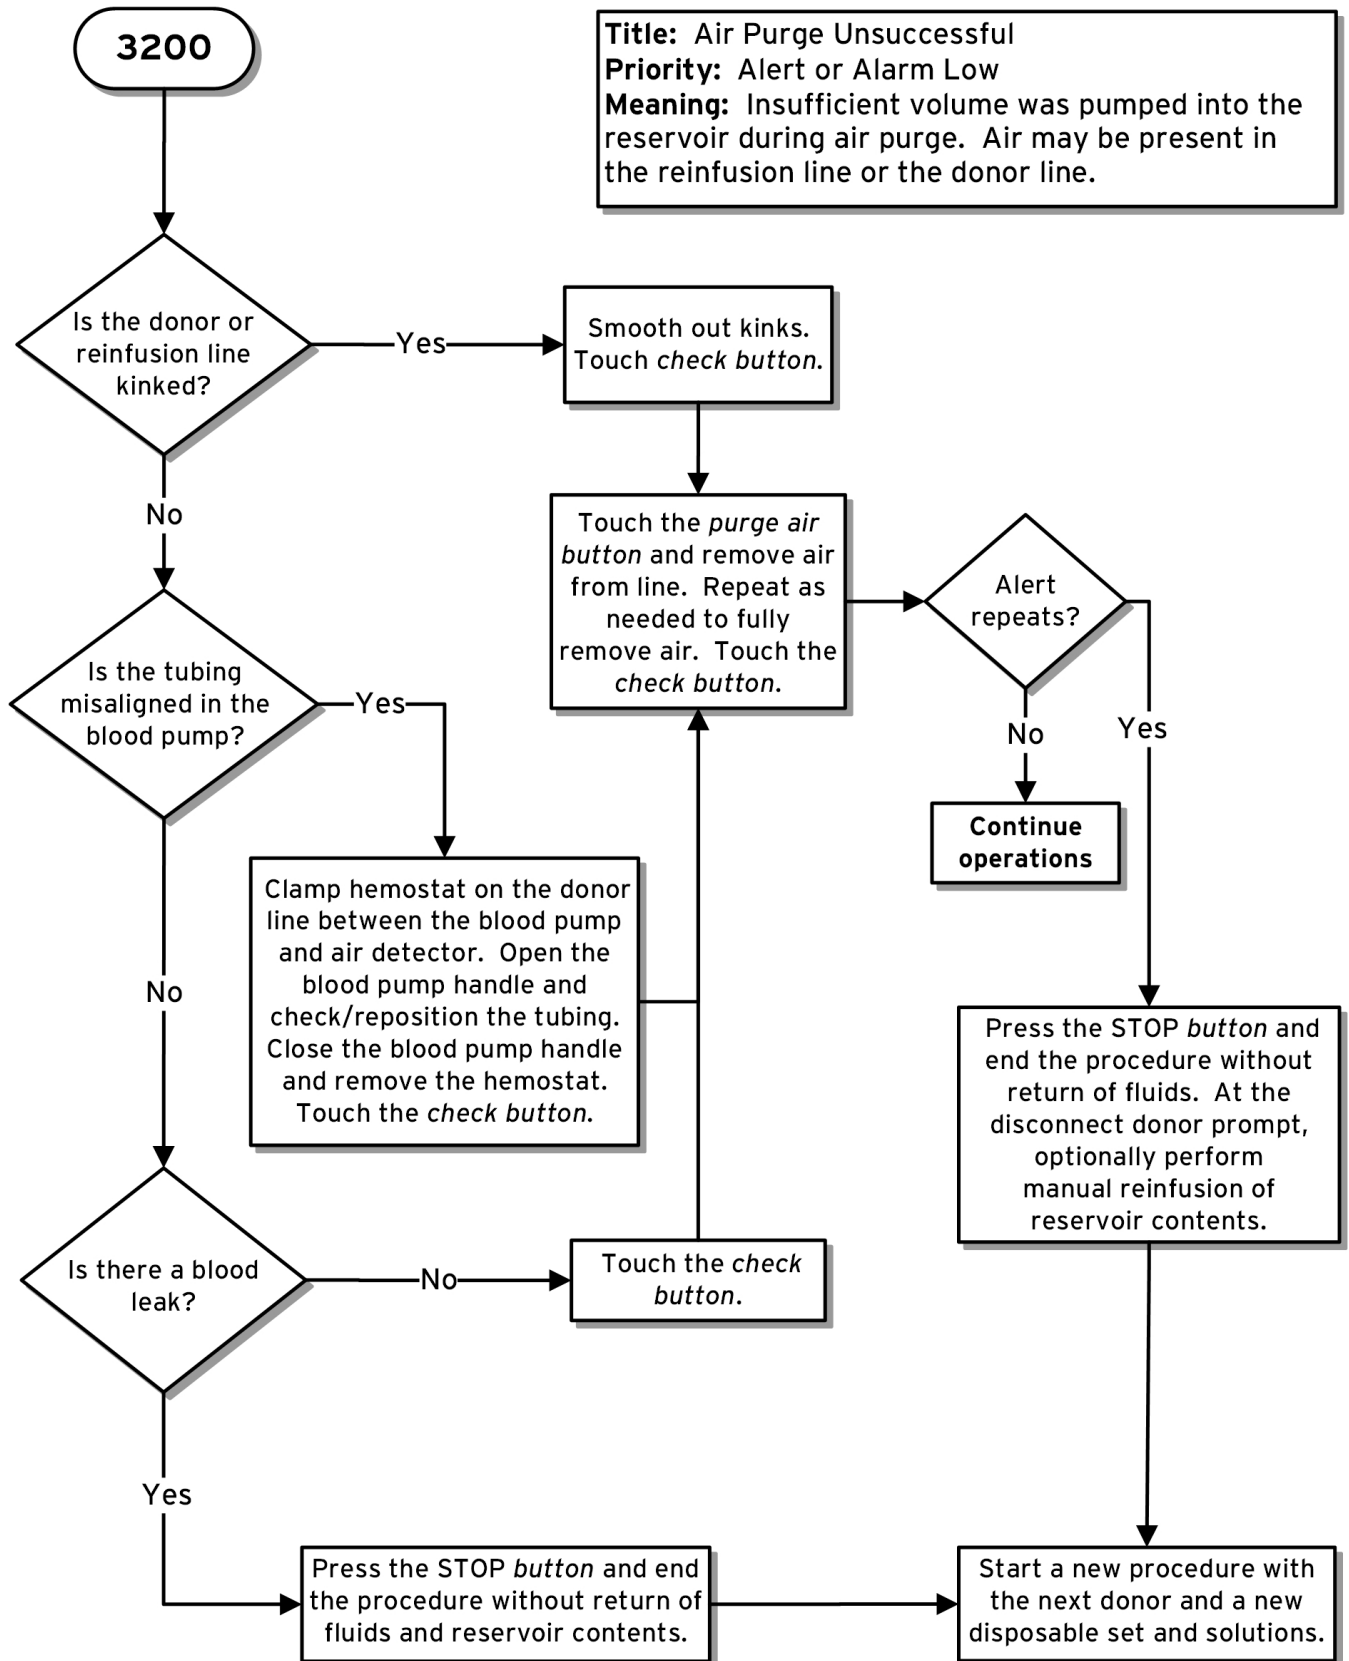 3200
Title: Air Purge Unsuccessful
Priority: Alert or Alarm Low
Meaning: Insufficient volume was pumped into the
reservoir during air purge. Air may be present in
the reinfusion line or the donor line.
Is the donor or
reinfusion line
kinked?
Yes
Smooth out kinks.
Touch check button.
No
Touch the purge air
button and remove air
from line. Repeat as
needed to fully
remove air. Touch the
check button.
Alert
repeats?
No
Yes
Continue
operations
Is the tubing
misaligned in the
blood pump?
Yes
Clamp hemostat on the donor
line between the blood pump
and air detector. Open the
blood pump handle and
check/reposition the tubing.
Close the blood pump handle
and remove the hemostat.
Touch the check button.
No
Press the STOP button and
end the procedure without
return of fluids. At the
disconnect donor prompt,
optionally perform
manual reinfusion of
reservoir contents.
Is there a blood
leak?
No
Touch the check
button.
Yes
Press the STOP button and end
the procedure without return of
fluids and reservoir contents.
Start a new procedure with
the next donor and a new
disposable set and solutions.